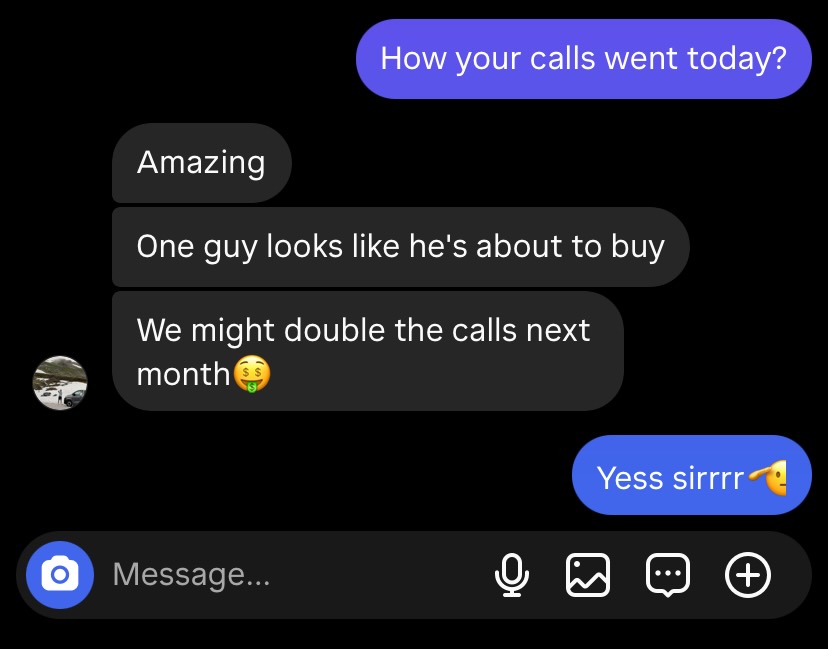 How your calls went today?
Amazing
One guy looks like he's about to buy
We might double the calls next
month🤑
Yess sirrrr🫡
Message...